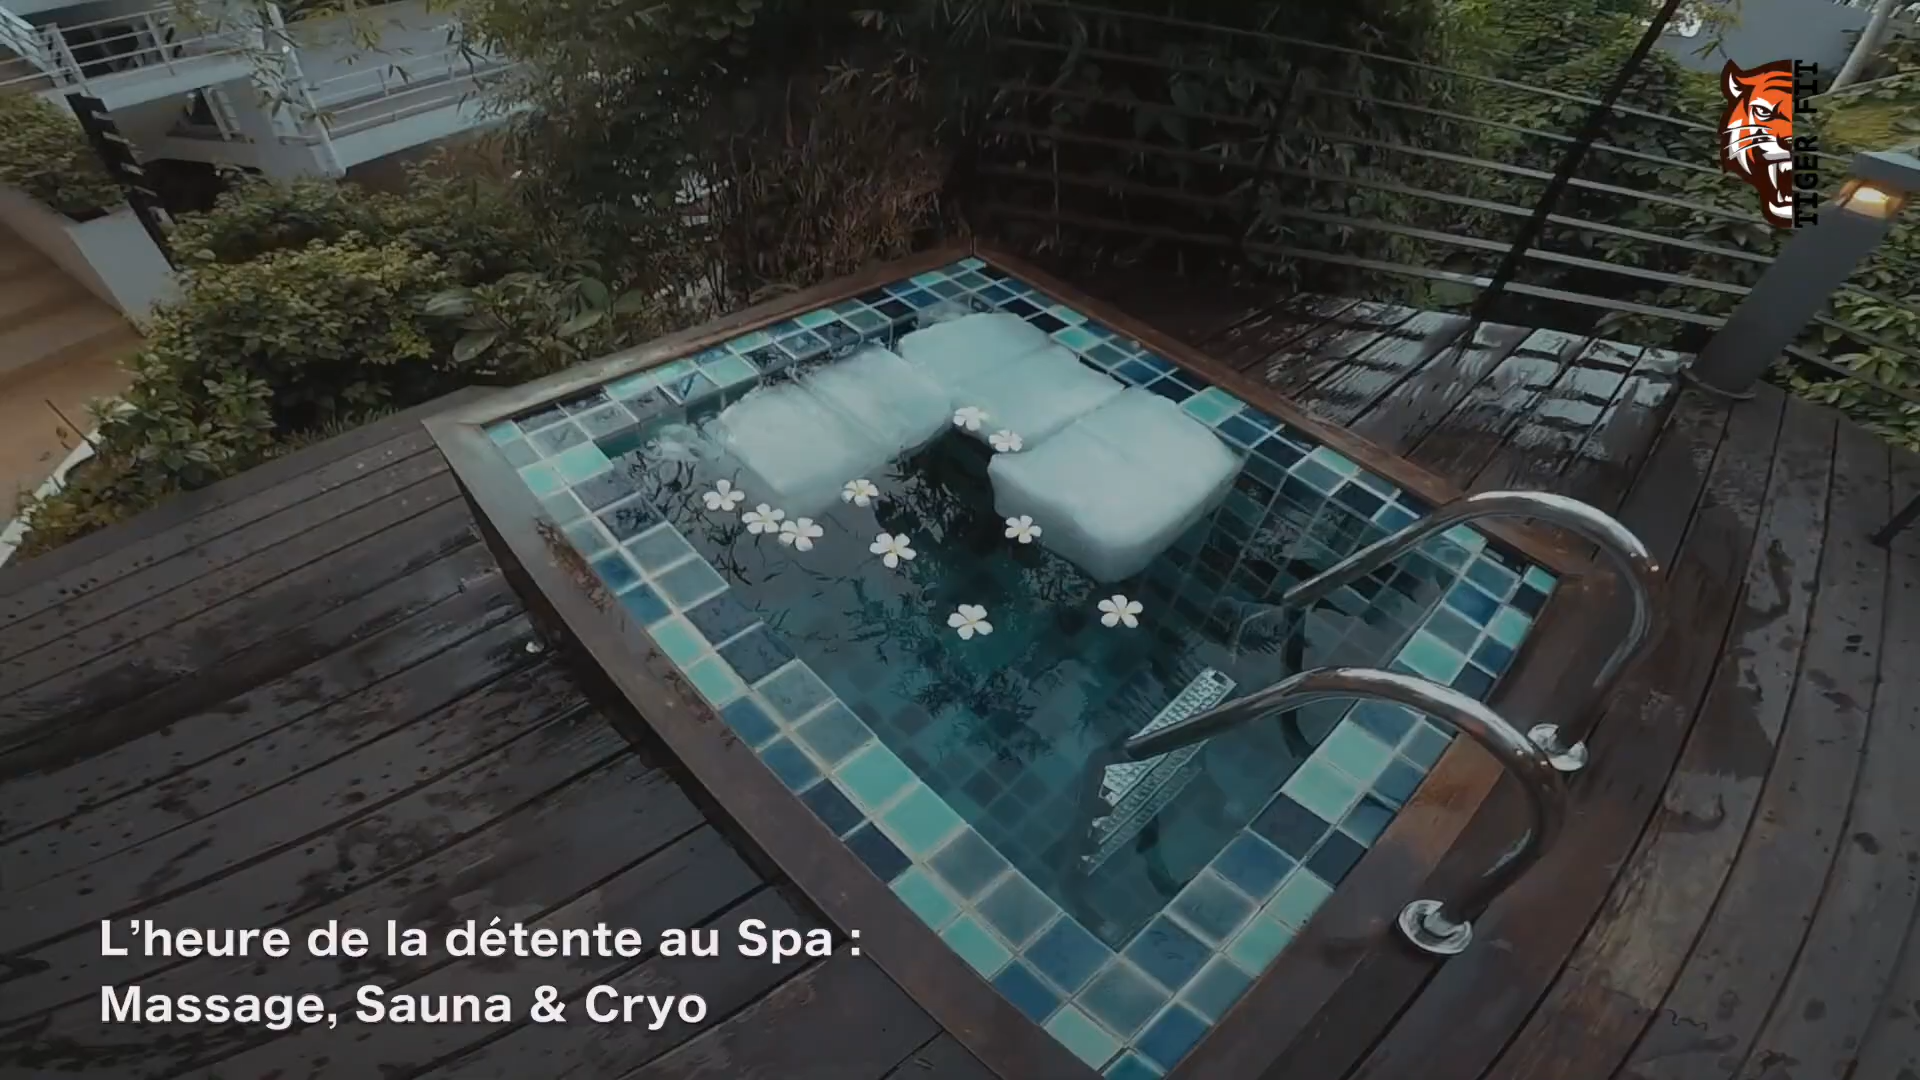 TIGER FIT
L’heure de la détente au Spa :
Massage, Sauna & Cryo